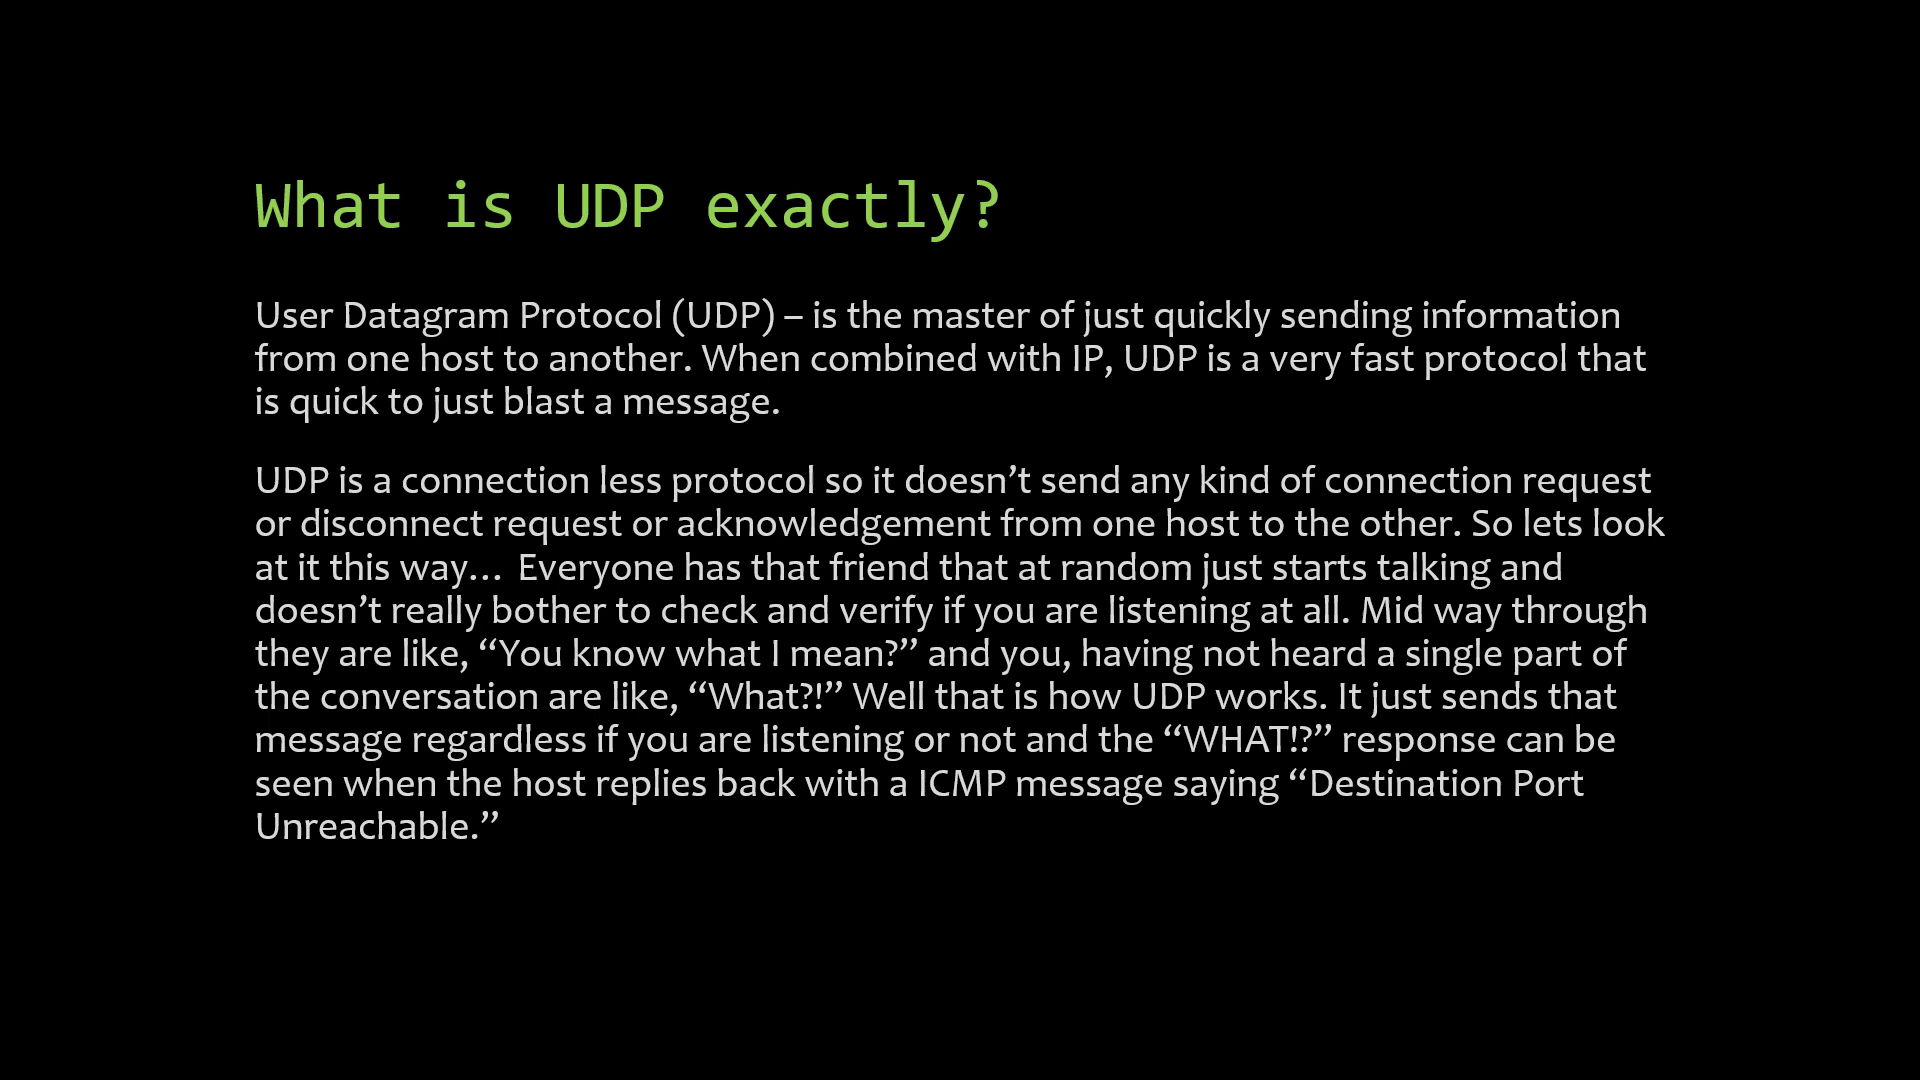 What is UDP exactly?
User Datagram Protocol (UDP) – is the master of just quickly sending information
from one host to another. When combined with IP, UDP is a very fast protocol that
is quick to just blast a message.
UDP is a connection less protocol so it doesn’t send any kind of connection request
or disconnect request or acknowledgement from one host to the other. So lets look
at it this way… Everyone has that friend that at random just starts talking and
doesn’t really bother to check and verify if you are listening at all. Mid way through
they are like, “You know what I mean?” and you, having not heard a single part of
the conversation are like, “What?!” Well that is how UDP works. It just sends that
message regardless if you are listening or not and the “WHAT!?” response can be
seen when the host replies back with a ICMP message saying “Destination Port
Unreachable.”